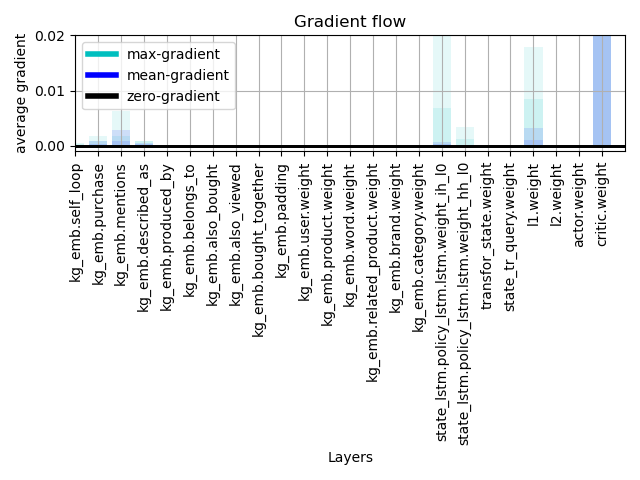 Gradient flow
average gradient
0.02
0.01
0.00
max-gradient
mean-gradient
zero-gradient
kg_emb.self_loop
kg_emb.purchase
kg_emb.mentions
kg_emb.described_as
kg_emb.produced_by
kg_emb.belongs_to
kg_emb.also_bought
kg_emb.also_viewed
kg_emb.bought_together
kg_emb.padding
kg_emb.user.weight
kg_emb.product.weight
kg_emb.word.weight
kg_emb.related_product.weight
kg_emb.brand.weight
kg_emb.category.weight
state_lstm.policy_lstm.lstm.weight_ih_l0
state_lstm.policy_lstm.lstm.weight_hh_l0
transfor_state.weight
state_tr_query.weight
l1.weight
l2.weight
actor.weight
critic.weight
Layers